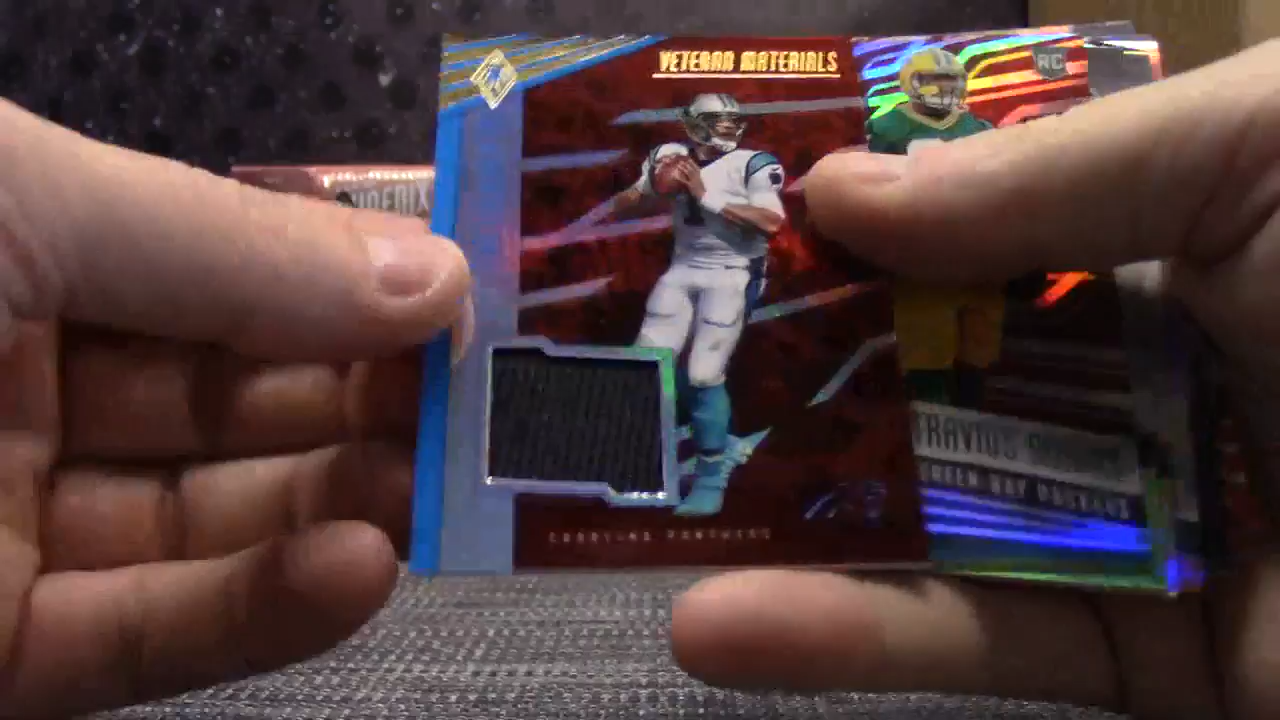 VETERAN MATERIALS
RC
PHOENIX
CAROLINA PANTHERS
GREEN BAY PACKERS